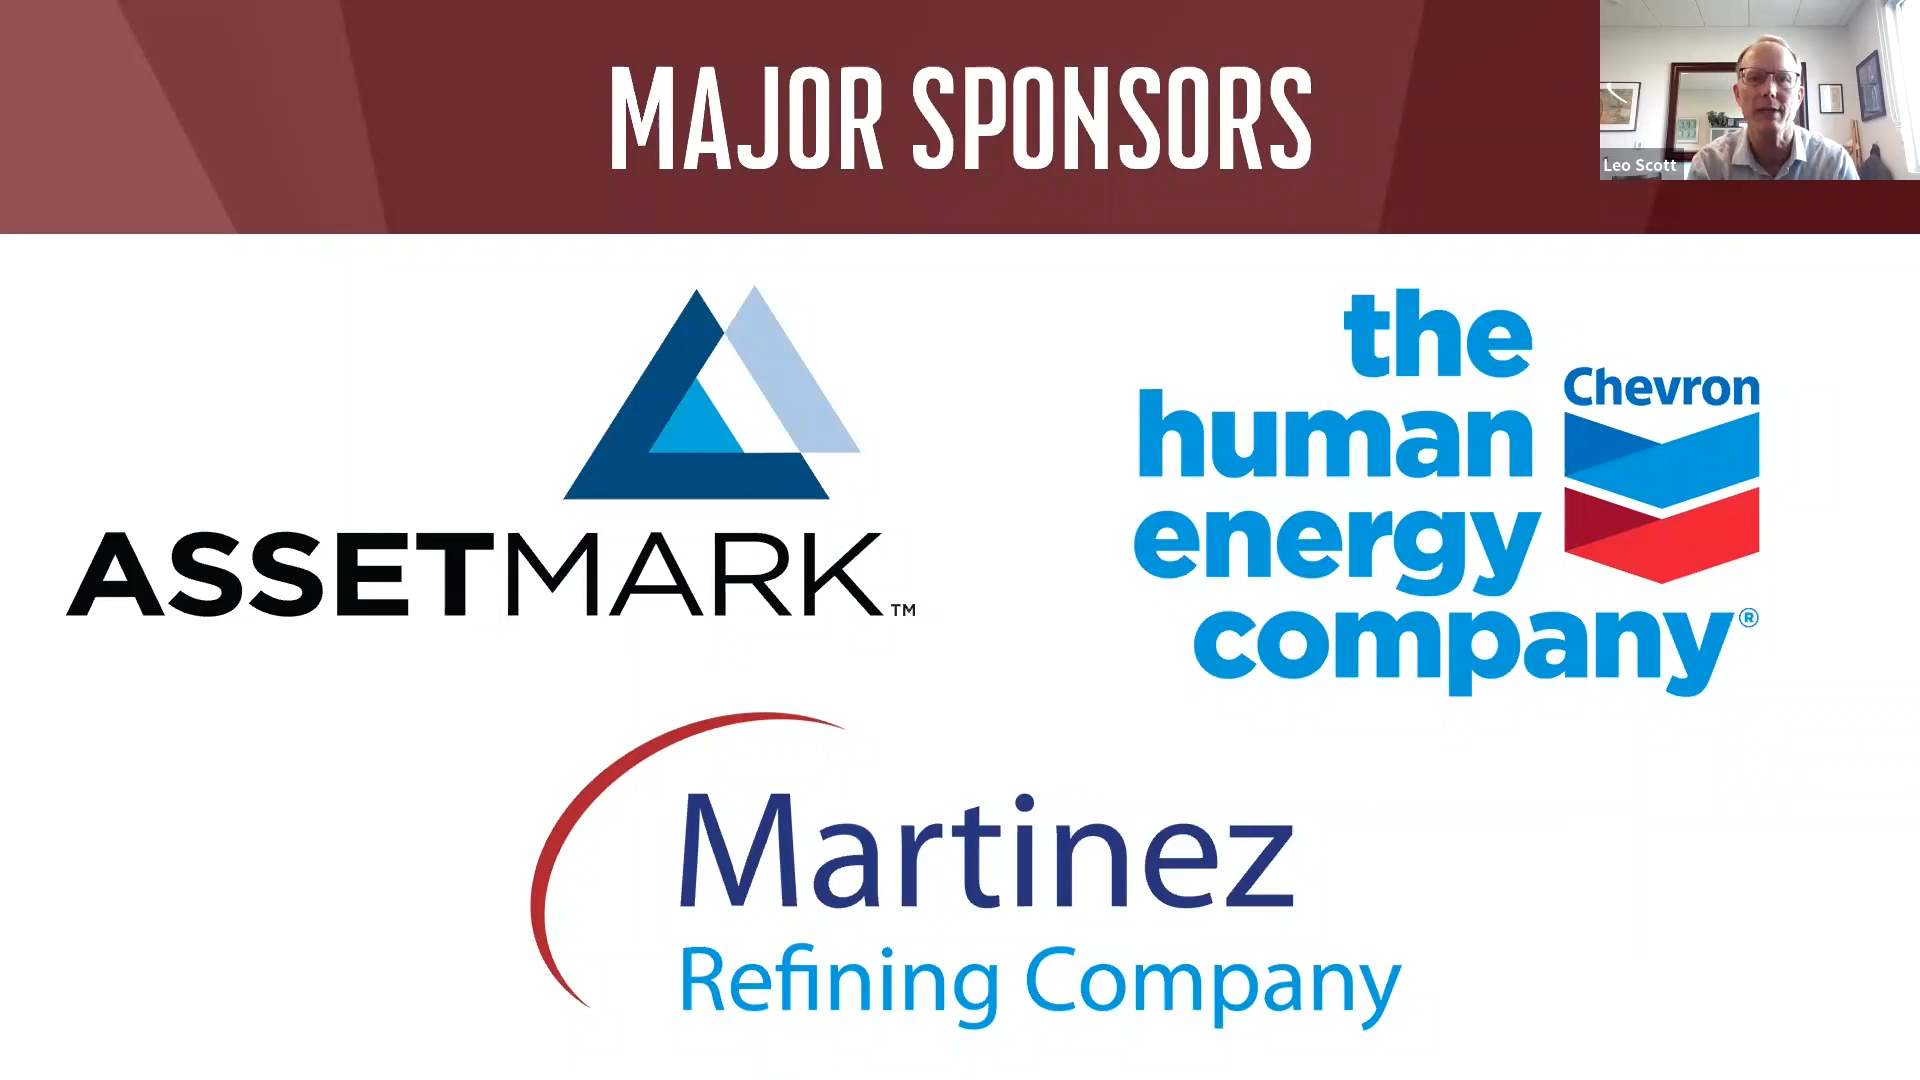 MAJOR SPONSORS
Leo Scott
ASSETMARK™
the
human
energy
company®
Chevron
Martinez
Refining Company